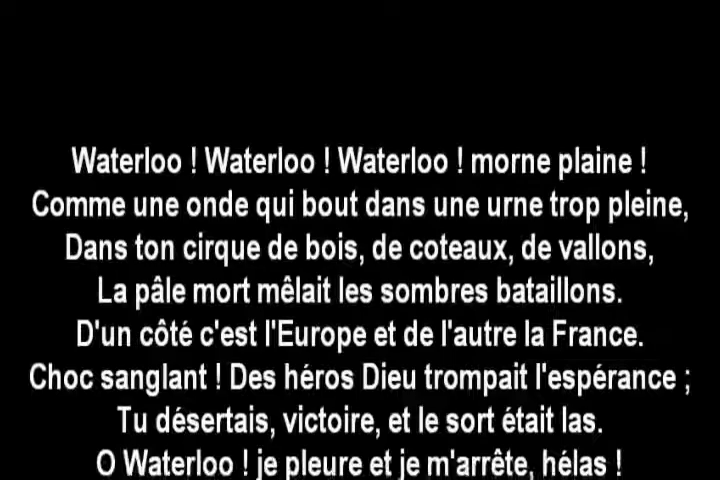 Waterloo ! Waterloo ! Waterloo ! morne plaine !
Comme une onde qui bout dans une urne trop pleine,
Dans ton cirque de bois, de coteaux, de vallons,
La pâle mort mêlait les sombres bataillons.
D'un côté c'est l'Europe et de l'autre la France.
Choc sanglant ! Des héros Dieu trompait l'espérance ;
Tu désertais, victoire, et le sort était las.
O Waterloo ! je pleure et je m'arrête, hélas !